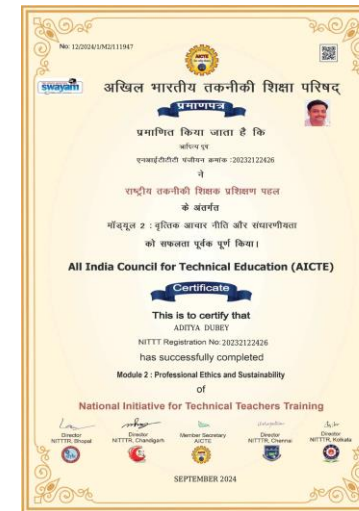 No: 12/2024/1/M2/111947
AICTE
swayam
अखिल भारतीय तकनीकी शिक्षा परिषद्
प्रमाणपत्र
प्रमाणित किया जाता है कि
एनआईटीटीटी पंजीयन क्रमांक :20232122426
ने
राष्ट्रीय तकनीकी शिक्षक प्रशिक्षण पहल
के अंतर्गत
मॉड्यूल 2 : वृत्तिक आचार नीति और संधारणीयता
को सफलता पूर्वक पूर्ण किया।
All India Council for Technical Education (AICTE)
Certificate
This is to certify that
ADITYA DUBEY
NITTT Registration No: 20232122426
has successfully completed
Module 2 : Professional Ethics and Sustainability
of
National Initiative for Technical Teachers Training
Director
NITTTR, Bhopal
Director
NITTTR, Chandigarh
Member Secretary
AICTE
Director
NITTTR, Chennai
Director
NITTTR, Kolkata
SEPTEMBER 2024